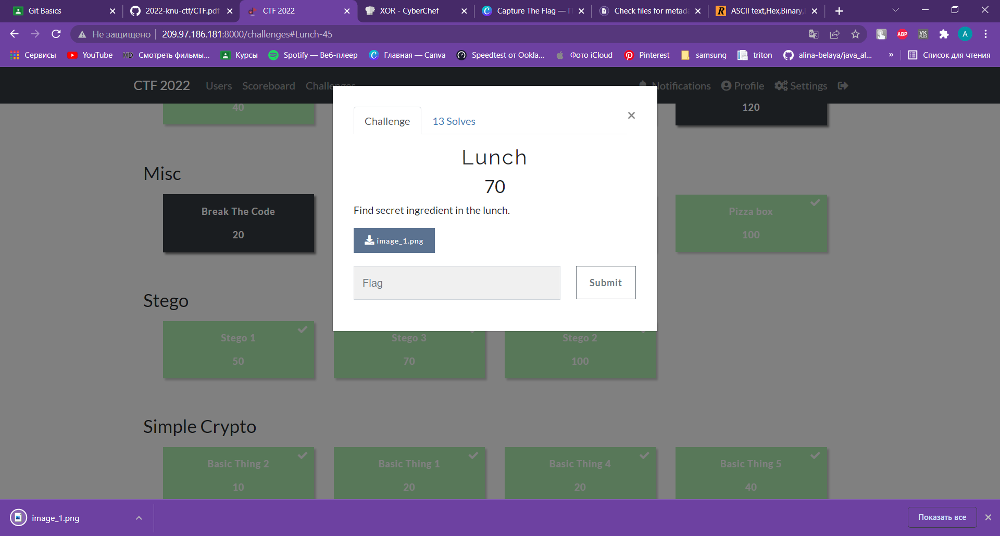 Git Basics
2022-knu-ctf/CTF.pdf
CTF 2022
XOR - CyberChef
Capture The Flag — П
Check files for metad
ASCII text,Hex,Binary,
Не защищено | 209.97.186.181:8000/challenges#Lunch-45
ABP
VK FLEX
A
Сервисы
YouTube
HD Смотреть фильмы...
Курсы
Spotify — Веб-плеер
Главная — Canva
Speedtest от Ookla...
Фото iCloud
Pinterest
samsung
triton
alina-belaya/java_al...
»
Список для чтения
CTF 2022
Users
Scoreboard
Challenges
Notifications
Profile
Settings
40
120
Challenge
13 Solves
×
Lunch
70
Find secret ingredient in the lunch.
image_1.png
Flag
Submit
Misc
Break The Code
20
Pizza box
100
Stego
Stego 1
50
Stego 3
70
Stego 2
100
Simple Crypto
Basic Thing 2
10
Basic Thing 1
20
Basic Thing 4
20
Basic Thing 5
40
image_1.png
Показать все